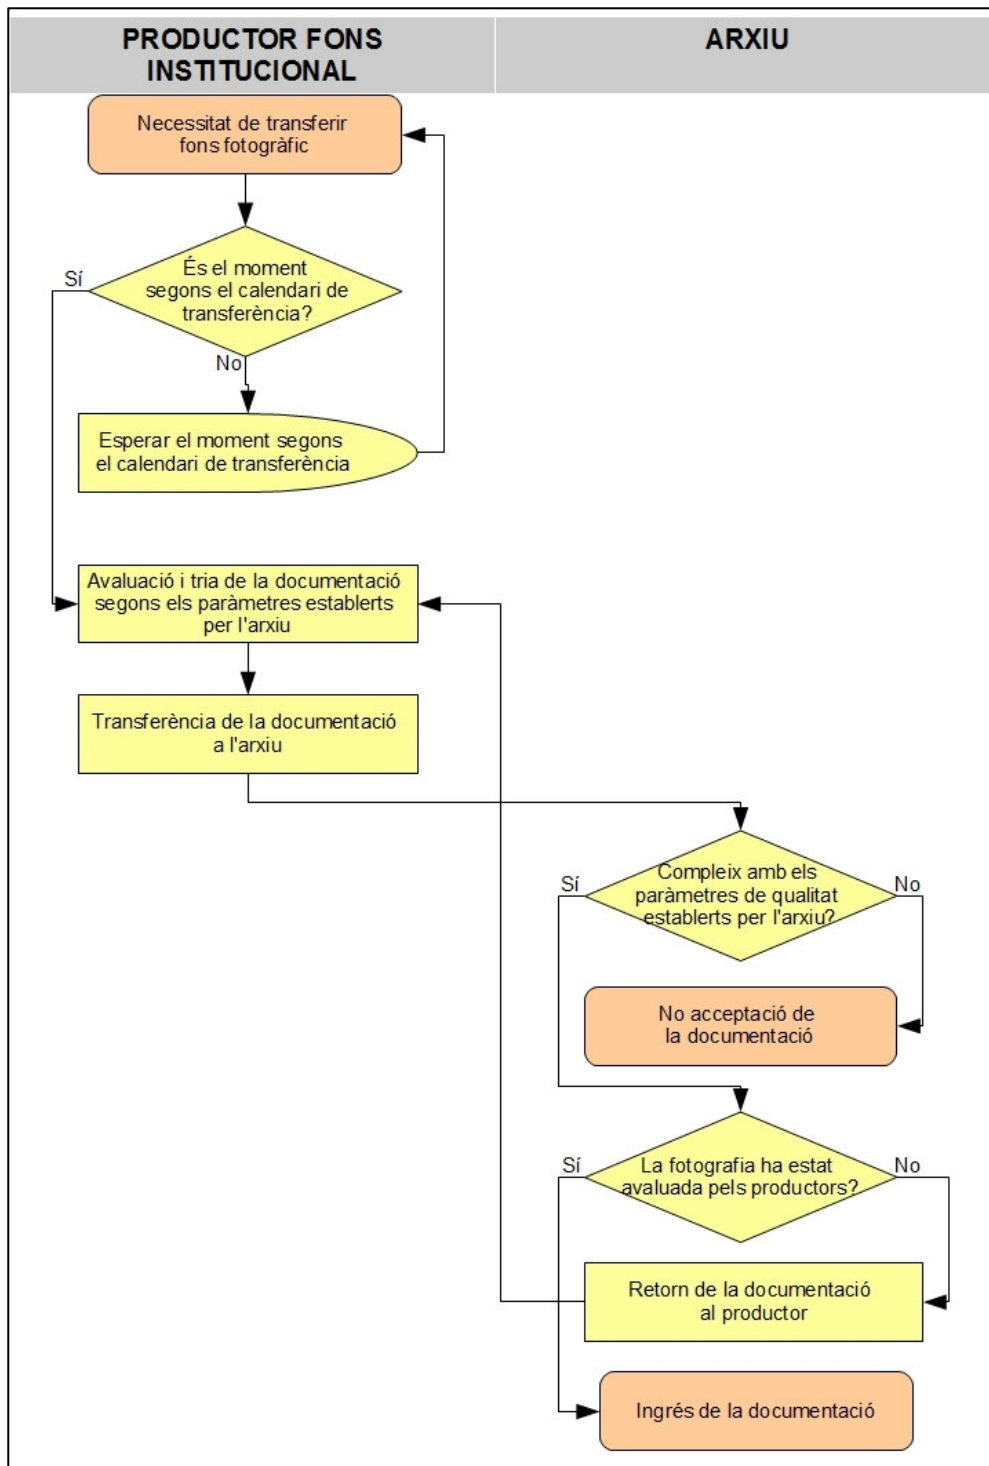 PRODUCTOR FONS
INSTITUCIONAL
ARXIU
Necessitat de transferir
fons fotogràfic
És el moment
segons el calendari de
transferència?
Sí
No
Esperar el moment segons
el calendari de transferència
Avaluació i tria de la documentació
segons els paràmetres establerts
per l'arxiu
Transferència de la documentació
a l'arxiu
Compleix amb els
paràmetres de qualitat
establerts per l'arxiu?
Sí
No
No acceptació de
la documentació
La fotografia ha estat
avaluada pels productors?
Sí
No
Retorn de la documentació
al productor
Ingrés de la documentació